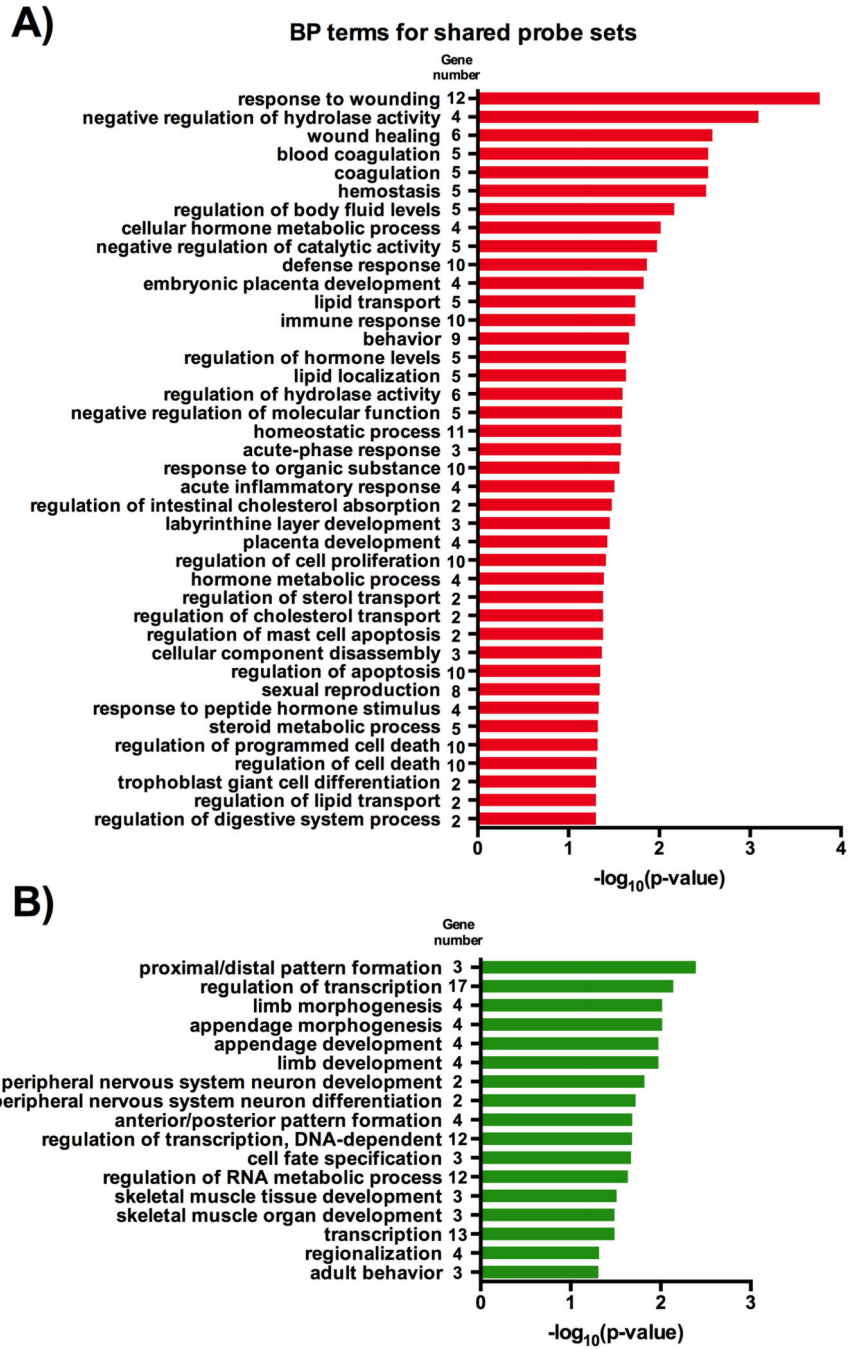 A)
BP terms for shared probe sets
Gene
number
response to wounding 12
negative regulation of hydrolase activity 4
wound healing 6
blood coagulation 5
coagulation 5
hemostasis 5
regulation of body fluid levels 5
cellular hormone metabolic process 4
negative regulation of catalytic activity 5
defense response 10
embryonic placenta development 4
lipid transport 5
immune response 10
behavior 9
regulation of hormone levels 5
lipid localization 5
regulation of hydrolase activity 6
negative regulation of molecular function 5
homeostatic process 11
acute-phase response 3
response to organic substance 10
acute inflammatory response 4
regulation of intestinal cholesterol absorption 2
labyrinthine layer development 3
placenta development 4
regulation of cell proliferation 10
hormone metabolic process 4
regulation of sterol transport 2
regulation of cholesterol transport 2
regulation of mast cell apoptosis 2
cellular component disassembly 3
regulation of apoptosis 10
sexual reproduction 8
response to peptide hormone stimulus 4
steroid metabolic process 5
regulation of programmed cell death 10
regulation of cell death 10
trophoblast giant cell differentiation 2
regulation of lipid transport 2
regulation of digestive system process 2
0 1 2 3 4
-log10(p-value)
B)
Gene
number
proximal/distal pattern formation 3
regulation of transcription 17
limb morphogenesis 4
appendage morphogenesis 4
appendage development 4
limb development 4
peripheral nervous system neuron development 2
peripheral nervous system neuron differentiation 2
anterior/posterior pattern formation 4
regulation of transcription, DNA-dependent 12
cell fate specification 3
regulation of RNA metabolic process 12
skeletal muscle tissue development 3
skeletal muscle organ development 3
transcription 13
regionalization 4
adult behavior 3
0 1 2 3
-log10(p-value)